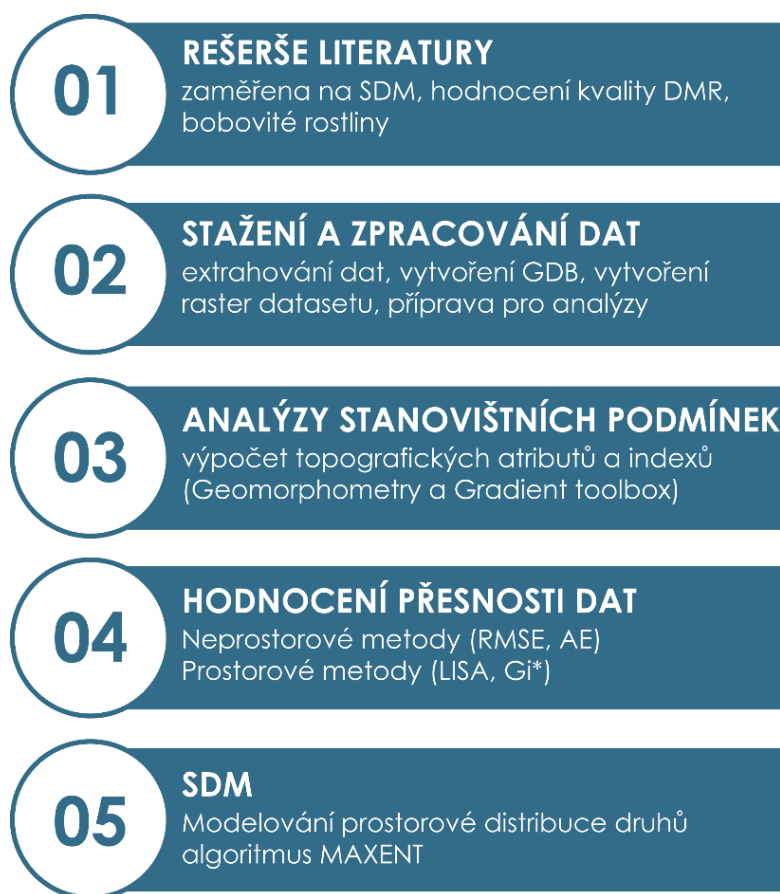 01
REŠERŠE LITERATURY
zaměřena na SDM, hodnocení kvality DMR,
bobovité rostliny
02
STAŽENÍ A ZPRACOVÁNÍ DAT
extrahování dat, vytvoření GDB, vytvoření
raster datasetu, příprava pro analýzy
03
ANALÝZY STANOVIŠTNÍCH PODMÍNEK
výpočet topografických atributů a indexů
(Geomorphometry a Gradient toolbox)
04
HODNOCENÍ PŘESNOSTI DAT
Neprostorové metody (RMSE, AE)
Prostorové metody (LISA, Gi*)
05
SDM
Modelování prostorové distribuce druhů
algoritmus MAXENT